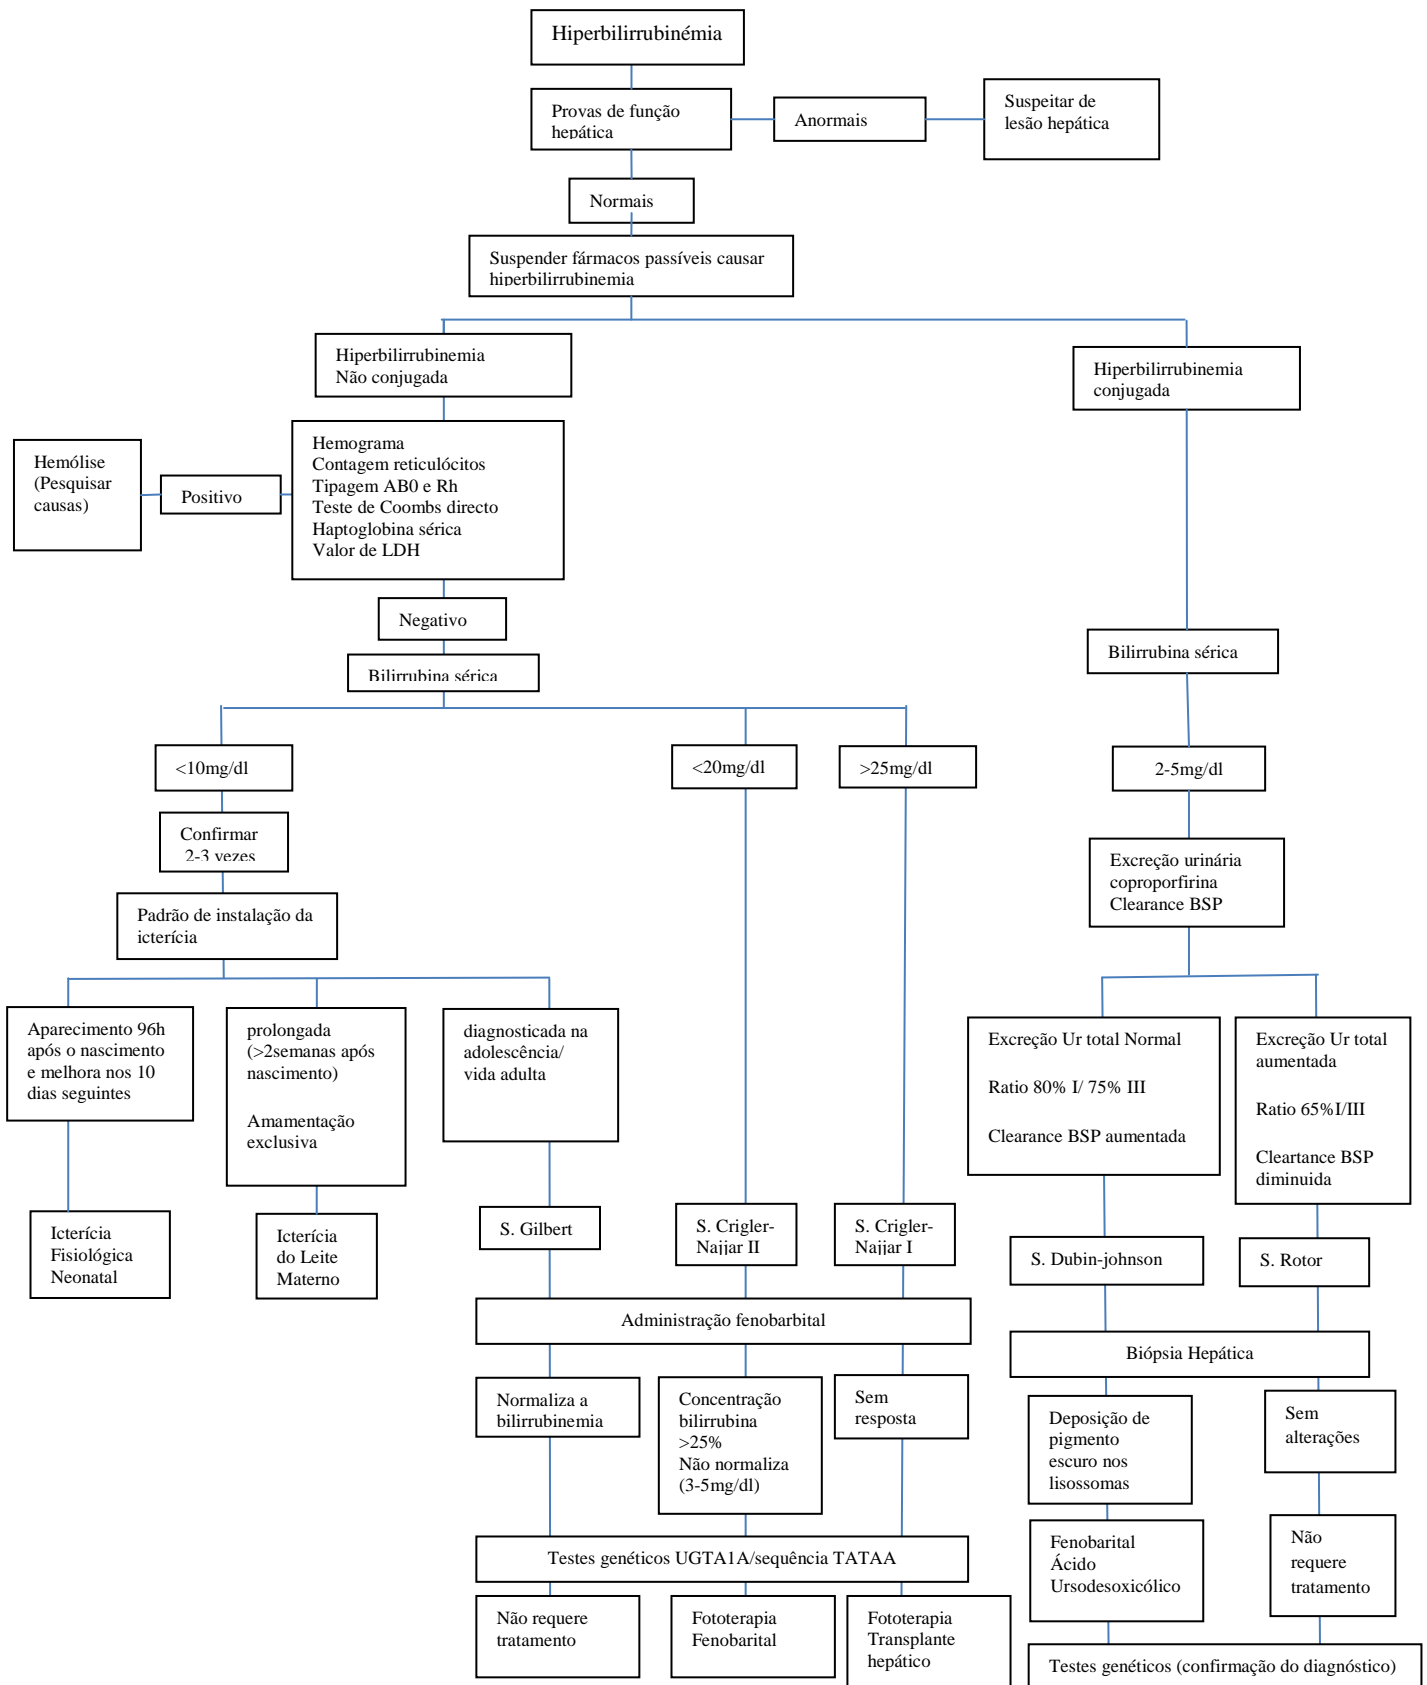 Hiperbilirrubinémia
Provas de função
hepática
Anormais
Suspeitar de
lesão hepática
Normais
Suspender fármacos passíveis causar
hiperbilirrubinemia
Hiperbilirrubinemia
Não conjugada
Hiperbilirrubinemia
conjugada
Hemólise
(Pesquisar
causas)
Positivo
Hemograma
Contagem reticulócitos
Tipagem AB0 e Rh
Teste de Coombs directo
Haptoglobina sérica
Valor de LDH
Negativo
Bilirrubina sérica
Bilirrubina sérica
<10mg/dl
<20mg/dl
>25mg/dl
2-5mg/dl
Confirmar
2-3 vezes
Excreção urinária
coproporfirina
Clearance BSP
Padrão de instalação da
icterícia
Aparecimento 96h
após o nascimento
e melhora nos 10
dias seguintes
prolongada
(>2semanas após
nascimento)
Amamentação
exclusiva
diagnosticada na
adolescência/
vida adulta
Excreção Ur total Normal
Ratio 80% I/ 75% III
Clearance BSP aumentada
Excreção Ur total
aumentada
Ratio 65%I/III
Cleartance BSP
diminuida
Icterícia
Fisiológica
Neonatal
Icterícia
do Leite
Materno
S. Gilbert
S. Crigler-
Najjar II
S. Crigler-
Najjar I
S. Dubin-johnson
S. Rotor
Administração fenobarbital
Biópsia Hepática
Normaliza a
bilirrubinemia
Concentração
bilirrubina
>25%
Não normaliza
(3-5mg/dl)
Sem
resposta
Deposição de
pigmento
escuro nos
lisossomas
Sem
alterações
Testes genéticos UGTA1A/sequência TATAA
Fenobarital
Ácido
Ursodesoxicólico
Não
requere
tratamento
Não requere
tratamento
Fototerapia
Fenobarital
Fototerapia
Transplante
hepático
Testes genéticos (confirmação do diagnóstico)